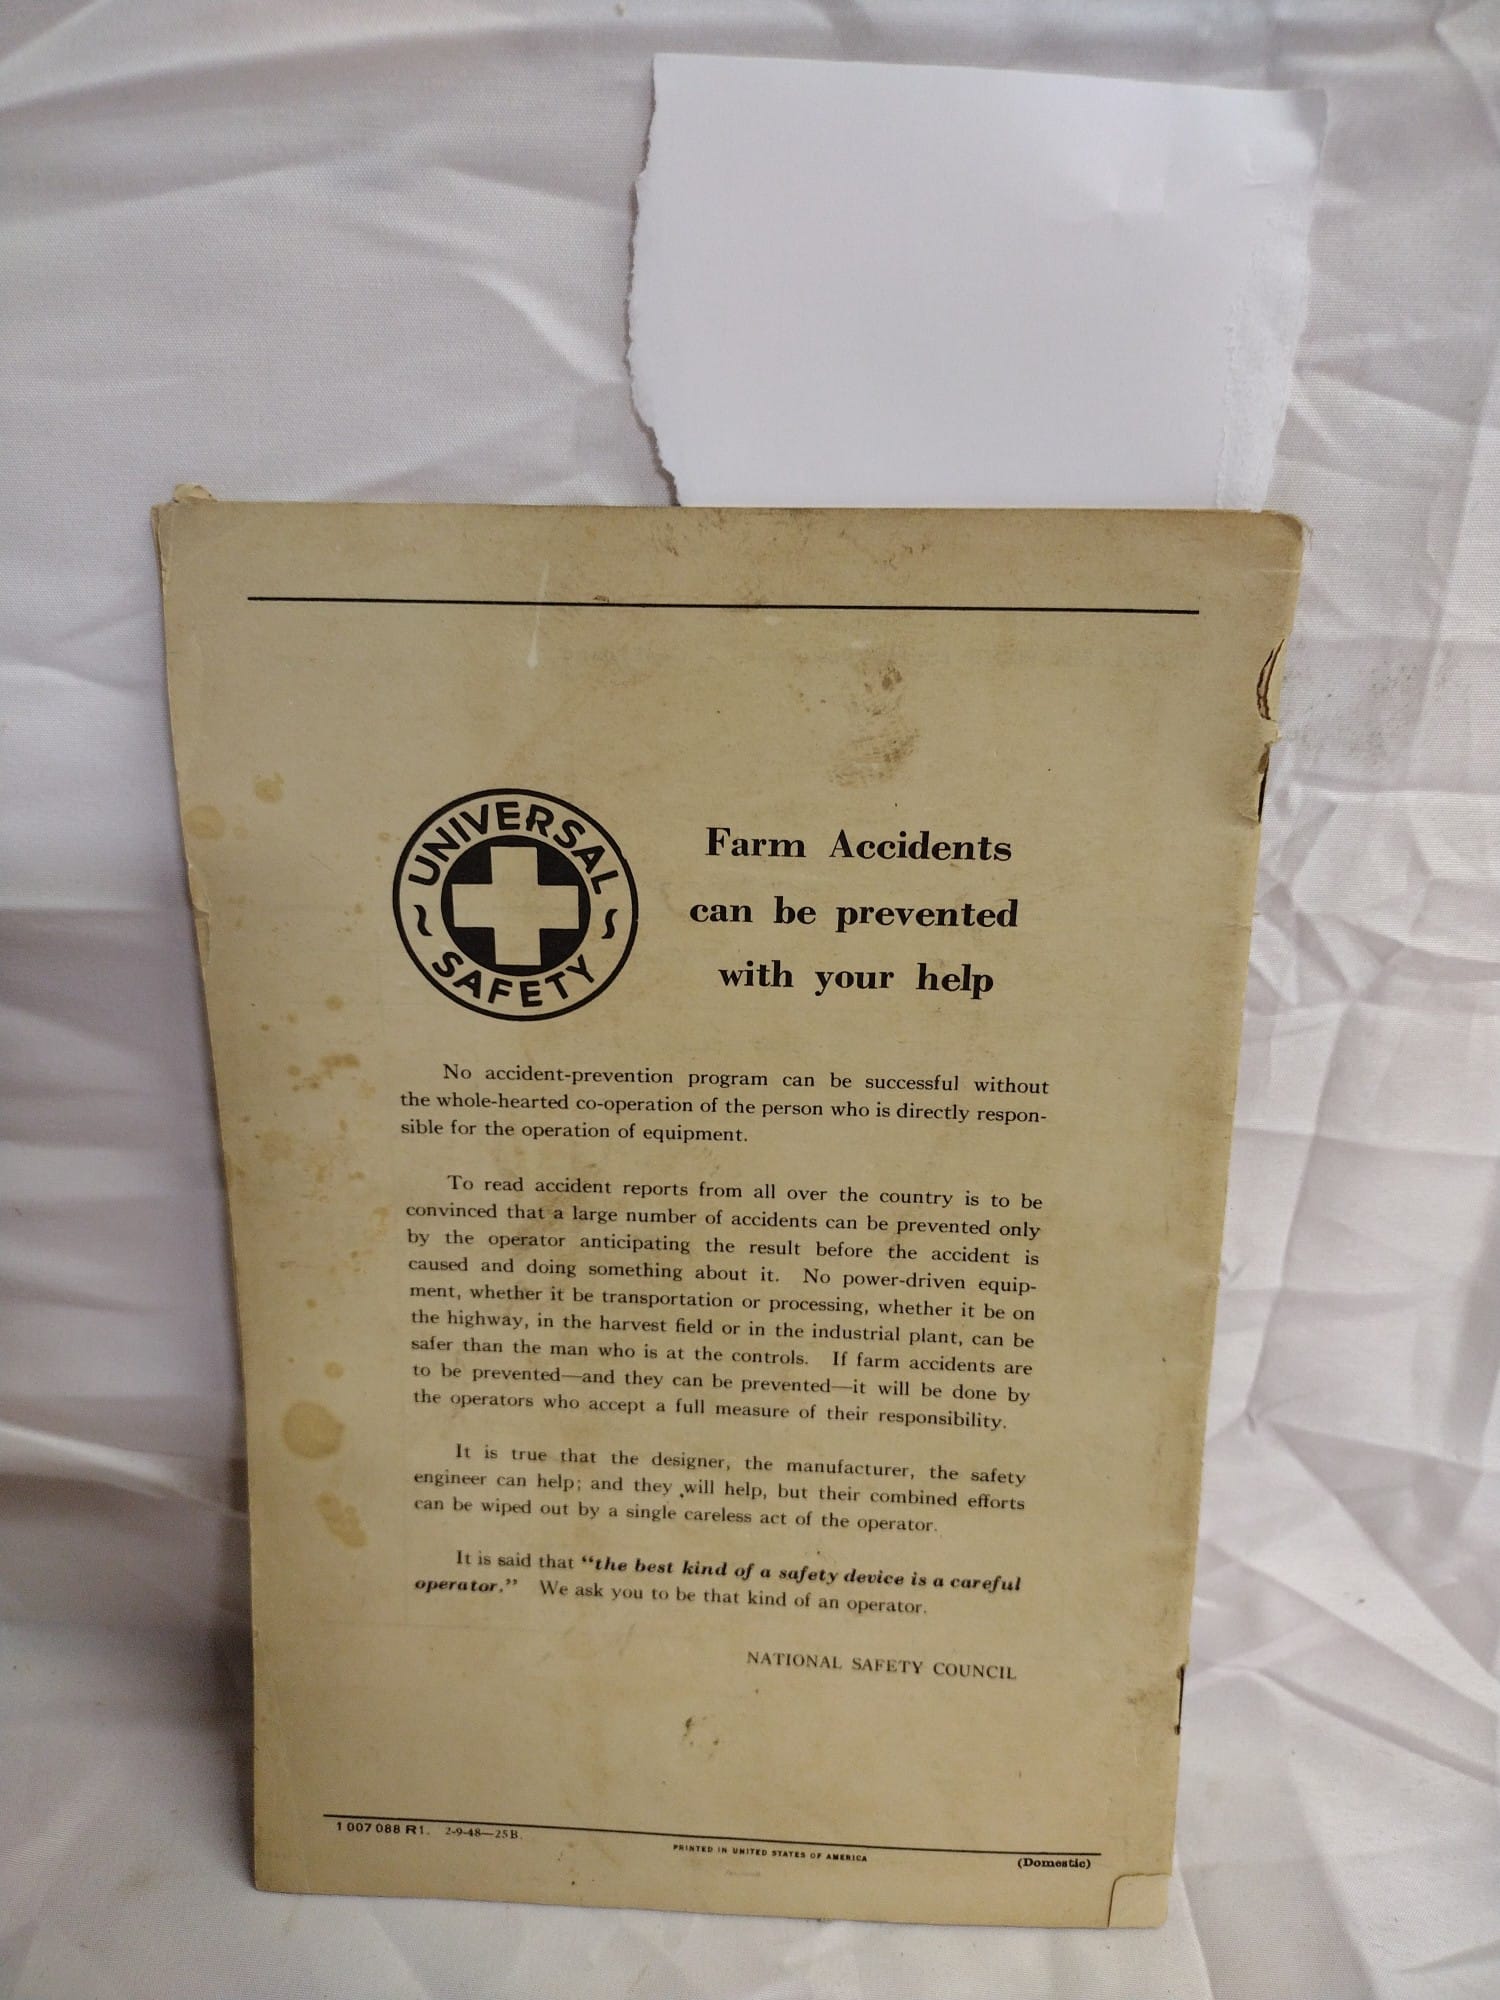 UNIVERSAL
SAFETY
Farm Accidents
can be prevented
with your help
No accident-prevention program can be successful without
the whole-hearted co-operation of the person who is directly respon-
sible for the operation of equipment.
To read accident reports from all over the country is to be
convinced that a large number of accidents can be prevented only
by the operator anticipating the result before the accident is
caused and doing something about it. No power-driven equip-
ment, whether it be transportation or processing, whether it be on
the highway, in the harvest field or in the industrial plant, can be
safer than the man who is at the controls. If farm accidents are
to be prevented—and they can be prevented—it will be done by
the operators who accept a full measure of their responsibility.
It is true that the designer, the manufacturer, the safety
engineer can help; and they will help, but their combined efforts
can be wiped out by a single careless act of the operator.
It is said that “the best kind of a safety device is a careful
operator.” We ask you to be that kind of an operator.
NATIONAL SAFETY COUNCIL
1 007 088 R1. 2-9-48—25B.
PRINTED IN UNITED STATES OF AMERICA
(Domestic)